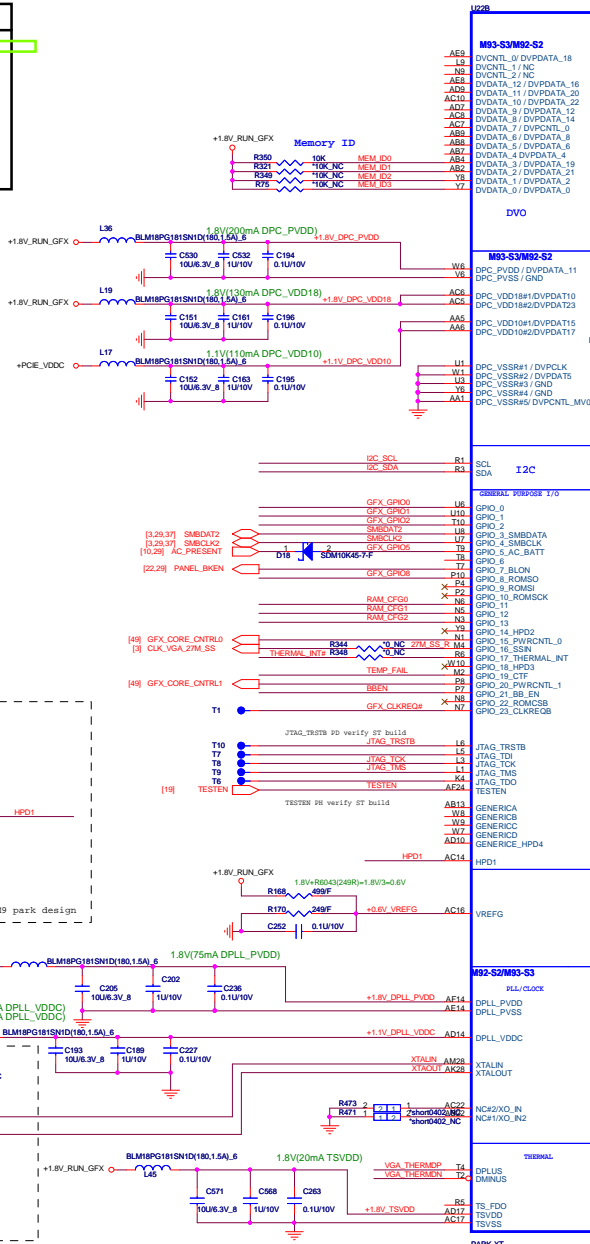 U22B
M93-S3/M92-S2
AE9 DVCNTL_0/ DVPDATA_18
L9 DVCNTL_1 / NC
N9 DVCNTL_2 / NC
AE8 DVDATA_12 / DVPDATA_16
AD9 DVDATA_11 / DVPDATA_20
AC10 DVDATA_10 / DVPDATA_22
AD7 DVDATA_9 / DVPDATA_12
AC8 DVDATA_8 / DVPDATA_14
AC7 DVDATA_7 / DVPCNTL_0
AB9 DVDATA_6 / DVPDATA_8
AB8 DVDATA_5 / DVPDATA_6
AB7 DVDATA_4 DVPDATA_4
AB4 DVDATA_3 / DVPDATA_19
AB2 DVDATA_2 / DVPDATA_21
Y8 DVDATA_1 / DVPDATA_2
Y7 DVDATA_0 / DVPDATA_0
DVO
+1.8V_RUN_GFX
Memory ID
R350 10K MEM_ID0
R321 *10K_NC MEM_ID1
R349 *10K_NC MEM_ID2
R75 *10K_NC MEM_ID3
L36
1.8V(200mA DPC_PVDD)
+1.8V_RUN_GFX
BLM18PG181SN1D(180,1.5A)_6
+1.8V_DPC_PVDD
C530 10U/6.3V_8
C532 1U/10V
C194 0.1U/10V
M93-S3/M92-S2
W6 DPC_PVDD / DVPDATA_11
V6 DPC_PVSS / GND
L19
1.8V(130mA DPC_VDD18)
+1.8V_RUN_GFX
BLM18PG181SN1D(180,1.5A)_6
+1.8V_DPC_VDD18
C151 10U/6.3V_8
C161 1U/10V
C196 0.1U/10V
AC6 DPC_VDD18#1/DVPDAT10
AC5 DPC_VDD18#2/DVPDAT23
AA5 DPC_VDD10#1/DVPDAT15
AA6 DPC_VDD10#2/DVPDAT17
L17
1.1V(110mA DPC_VDD10)
+PCIE_VDDC
BLM18PG181SN1D(180,1.5A)_6
+1.1V_DPC_VDD10
C152 10U/6.3V_8
C163 1U/10V
C195 0.1U/10V
U1 DPC_VSSR#1 / DVPCLK
W1 DPC_VSSR#2 / DVPDAT5
U3 DPC_VSSR#3 / GND
Y6 DPC_VSSR#4 / GND
AA1 DPC_VSSR#5/ DVPCNTL_MV0
I2C_SCL R1 SCL
I2C_SDA R3 SDA
I2C
GENERAL PURPOSE I/O
GFX_GPIO0 U6 GPIO_0
GFX_GPIO1 U10 GPIO_1
GFX_GPIO2 T10 GPIO_2
[3,29,37] SMBDAT2 SMBDAT2 U8 GPIO_3_SMBDATA
[3,29,37] SMBCLK2 SMBCLK2 U7 GPIO_4_SMBCLK
[10,29] AC_PRESENT 1 2 GFX_GPIO5 T9 GPIO_5_AC_BATT
D18 SDM10K45-7-F
T8 GPIO_6
[22,29] PANEL_BKEN T7 GPIO_7_BLON
GFX_GPIO8 P10 GPIO_8_ROMSO
P4 GPIO_9_ROMSI
P2 GPIO_10_ROMSCK
RAM_CFG0 N6 GPIO_11
RAM_CFG1 N5 GPIO_12
RAM_CFG2 N3 GPIO_13
Y9 GPIO_14_HPD2
[49] GFX_CORE_CNTRL0 N1 GPIO_15_PWRCNTL_0
[3] CLK_VGA_27M_SS R344 *0_NC 27M_SS_R M4 GPIO_16_SSIN
THERMAL_INT# R348 *0_NC R6 GPIO_17_THERMAL_INT
W10 GPIO_18_HPD3
TEMP_FAIL M2 GPIO_19_CTF
[49] GFX_CORE_CNTRL1 P8 GPIO_20_PWRCNTL_1
BBEN P7 GPIO_21_BB_EN
N8 GPIO_22_ROMCSB
T1 GFX_CLKREQ# N7 GPIO_23_CLKREQB
JTAG_TRSTB PD verify ST build
T10 JTAG_TRSTB L6 JTAG_TRSTB
T7 L5 JTAG_TDI
T8 JTAG_TCK L3 JTAG_TCK
T9 JTAG_TMS L1 JTAG_TMS
T6 K4 JTAG_TDO
[19] TESTEN TESTEN AF24 TESTEN
TESTEN PH verify ST build
AB13 GENERICA
W8 GENERICB
W9 GENERICC
W7 GENERICD
AD10 GENERICE_HPD4
HPD1
HPD1 AC14 HPD1
+1.8V_RUN_GFX
1.8V+R6043(249R)=1.8V/3=0.6V
R168 499/F
R170 249/F
+0.6V_VREFG AC16 VREFG
C252 0.1U/10V
9 park design
BLM18PG181SN1D(180,1.5A)_6
1.8V(75mA DPLL_PVDD)
C205 10U/6.3V_8
C202 1U/10V
C236 0.1U/10V
M92-S2/M93-S3
PLL/CLOCK
+1.8V_DPLL_PVDD AF14 DPLL_PVDD
AE14 DPLL_PVSS
A DPLL_VDDC)
A DPLL_VDDC)
BLM18PG181SN1D(180,1.5A)_6
+1.1V_DPLL_VDDC AD14 DPLL_VDDC
C193 10U/6.3V_8
C189 1U/10V
C227 0.1U/10V
XTALIN AM28 XTALIN
XTAOUT AK28 XTALOUT
R473 2 1 AC22 NC#2/XO_IN
*short0402_NC
R471 1 2 NC#1/XO_IN2
*short0402_NC
BLM18PG181SN1D(180,1.5A)_6
1.8V(20mA TSVDD)
+1.8V_RUN_GFX
L45
THERMAL
VGA_THERMDP T4 DPLUS
VGA_THERMDN T2 DMINUS
C571 10U/6.3V_8
C568 1U/10V
C263 0.1U/10V
R5 TS_FDO
+1.8V_TSVDD AD17 TSVDD
AC17 TSVSS
PARK XT